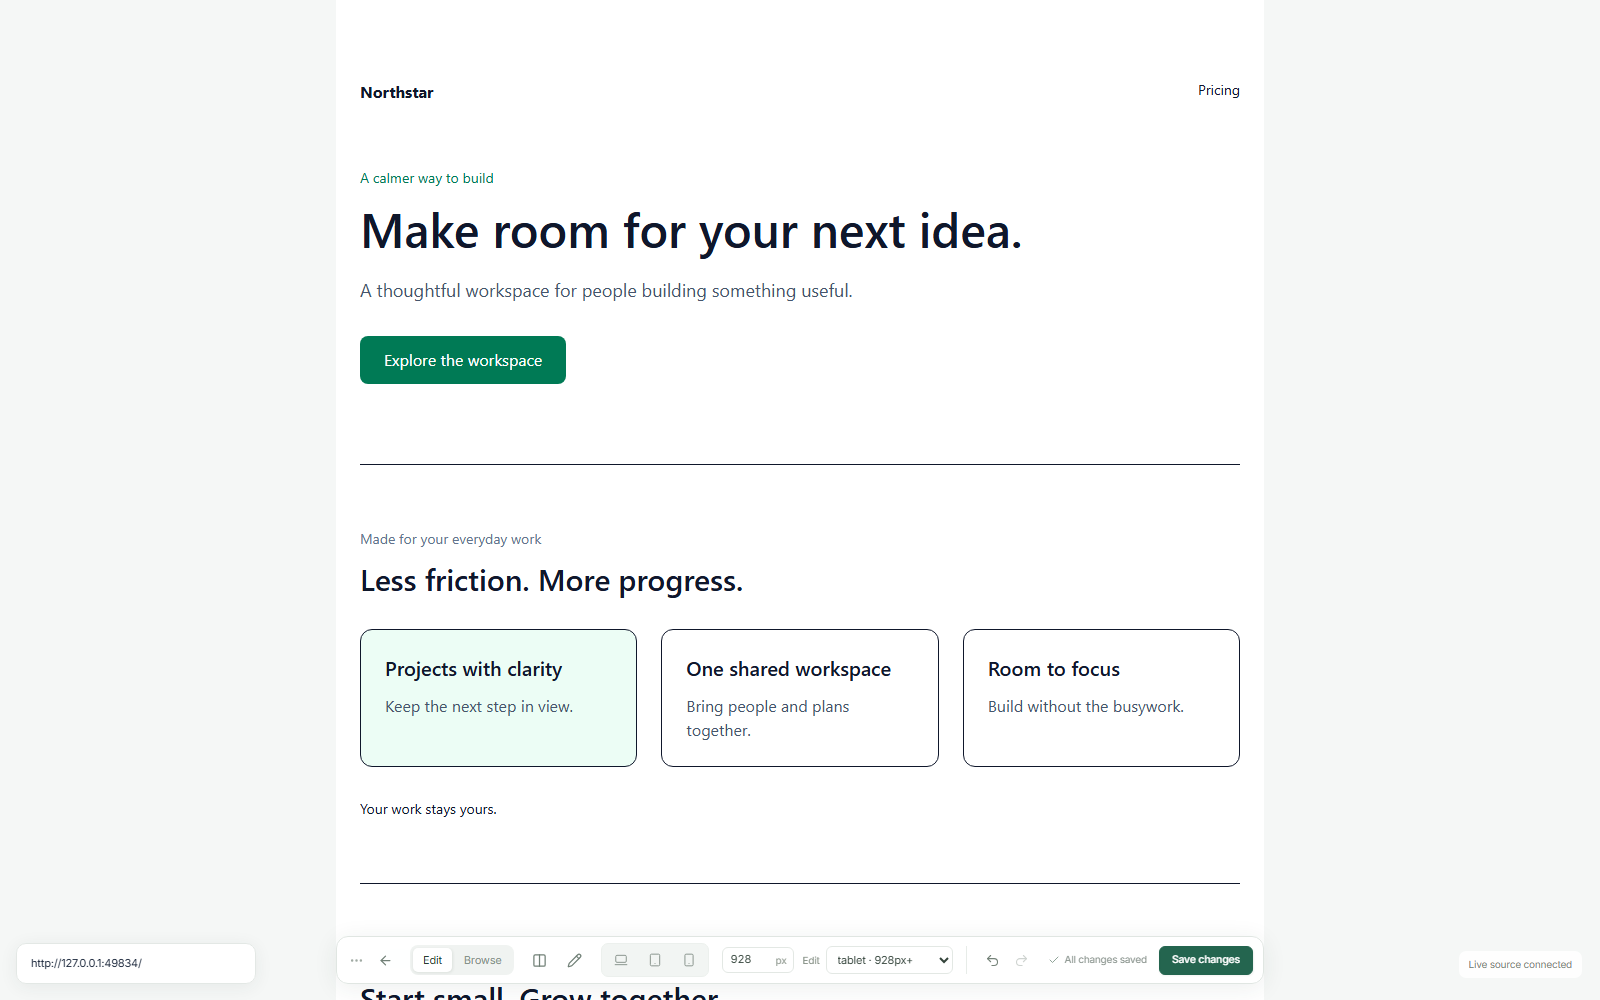 Northstar
Pricing
A calmer way to build
Make room for your next idea.
A thoughtful workspace for people building something useful.
Explore the workspace
Made for your everyday work
Less friction. More progress.
Projects with clarity
Keep the next step in view.
One shared workspace
Bring people and plans
together.
Room to focus
Build without the busywork.
Your work stays yours.
http://127.0.0.1:49834/
Edit
Browse
928 px
Edit
tablet · 928px+
All changes saved
Save changes
Live source connected
Start small. Grow together.